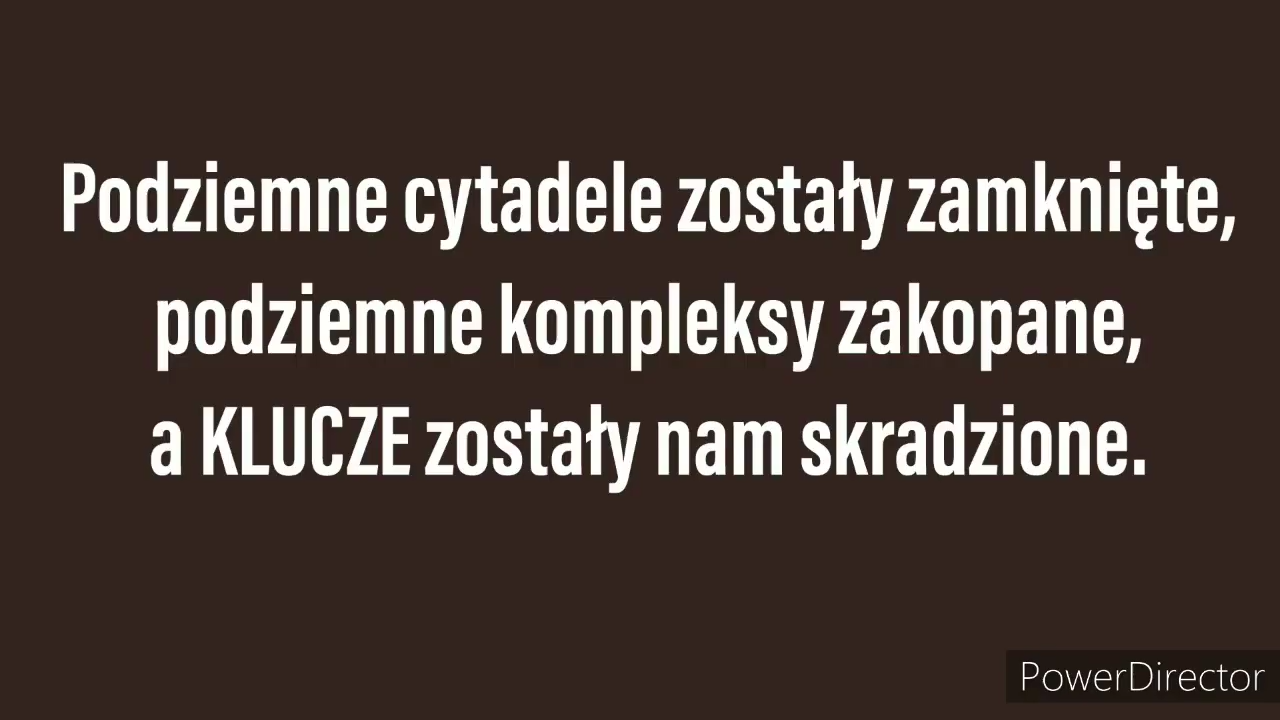 Podziemne cytadele zostały zamknięte,
podziemne kompleksy zakopane,
a KLUCZE zostały nam skradzione.
PowerDirector